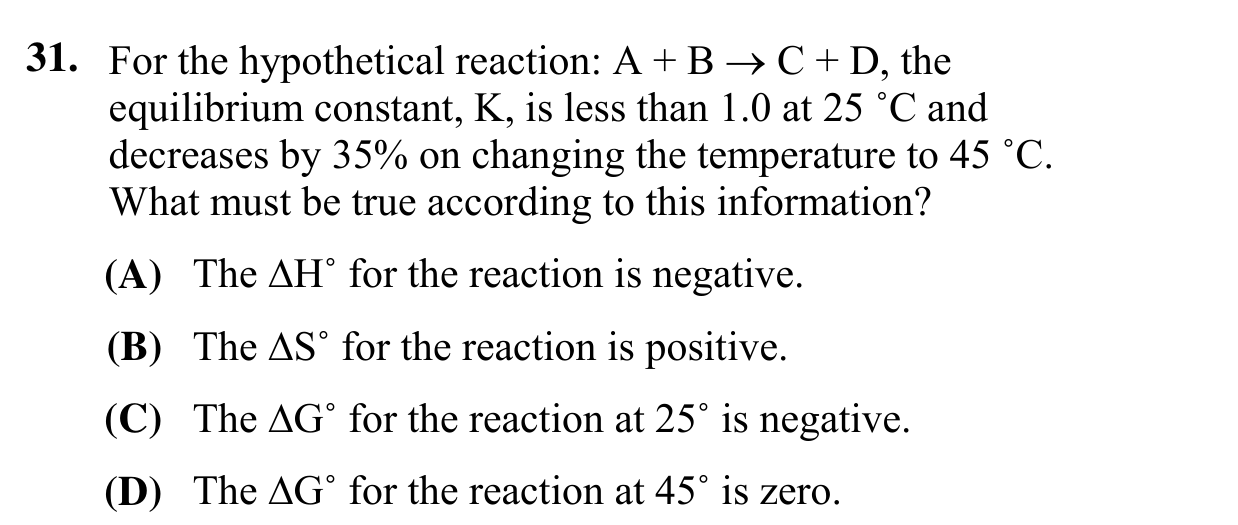 31. For the hypothetical reaction: A + B → C + D, the
equilibrium constant, K, is less than 1.0 at 25 ˚C and
decreases by 35% on changing the temperature to 45 ˚C.
What must be true according to this information?
(A) The ΔH˚ for the reaction is negative.
(B) The ΔS˚ for the reaction is positive.
(C) The ΔG˚ for the reaction at 25˚ is negative.
(D) The ΔG˚ for the reaction at 45˚ is zero.